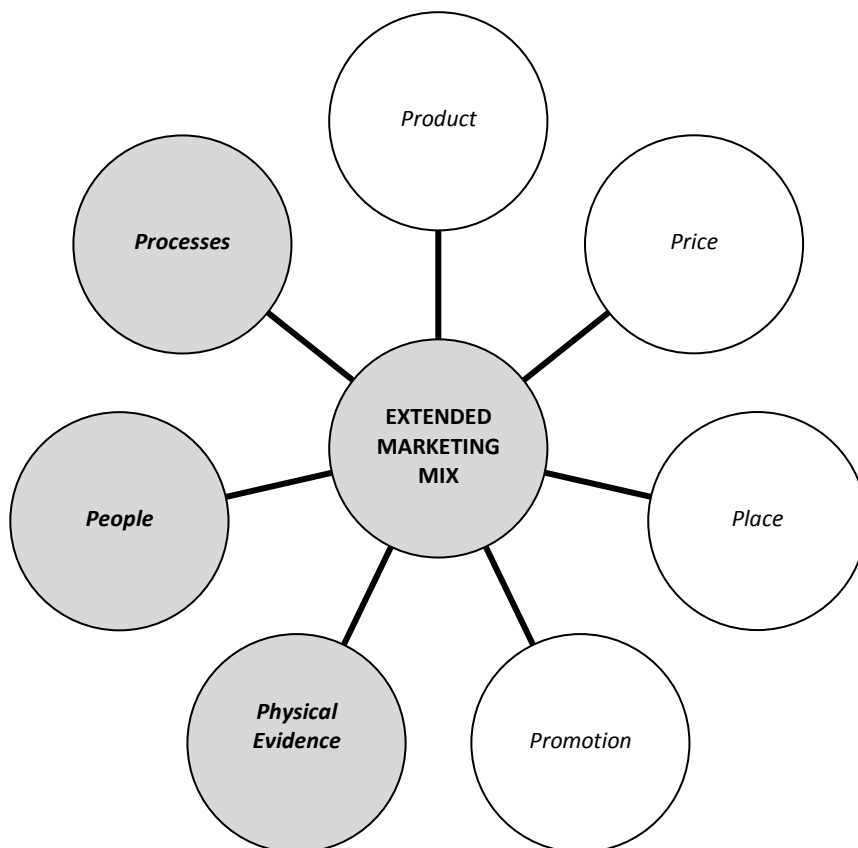 Product
Processes
Price
EXTENDED
MARKETING
MIX
People
Place
Physical
Evidence
Promotion